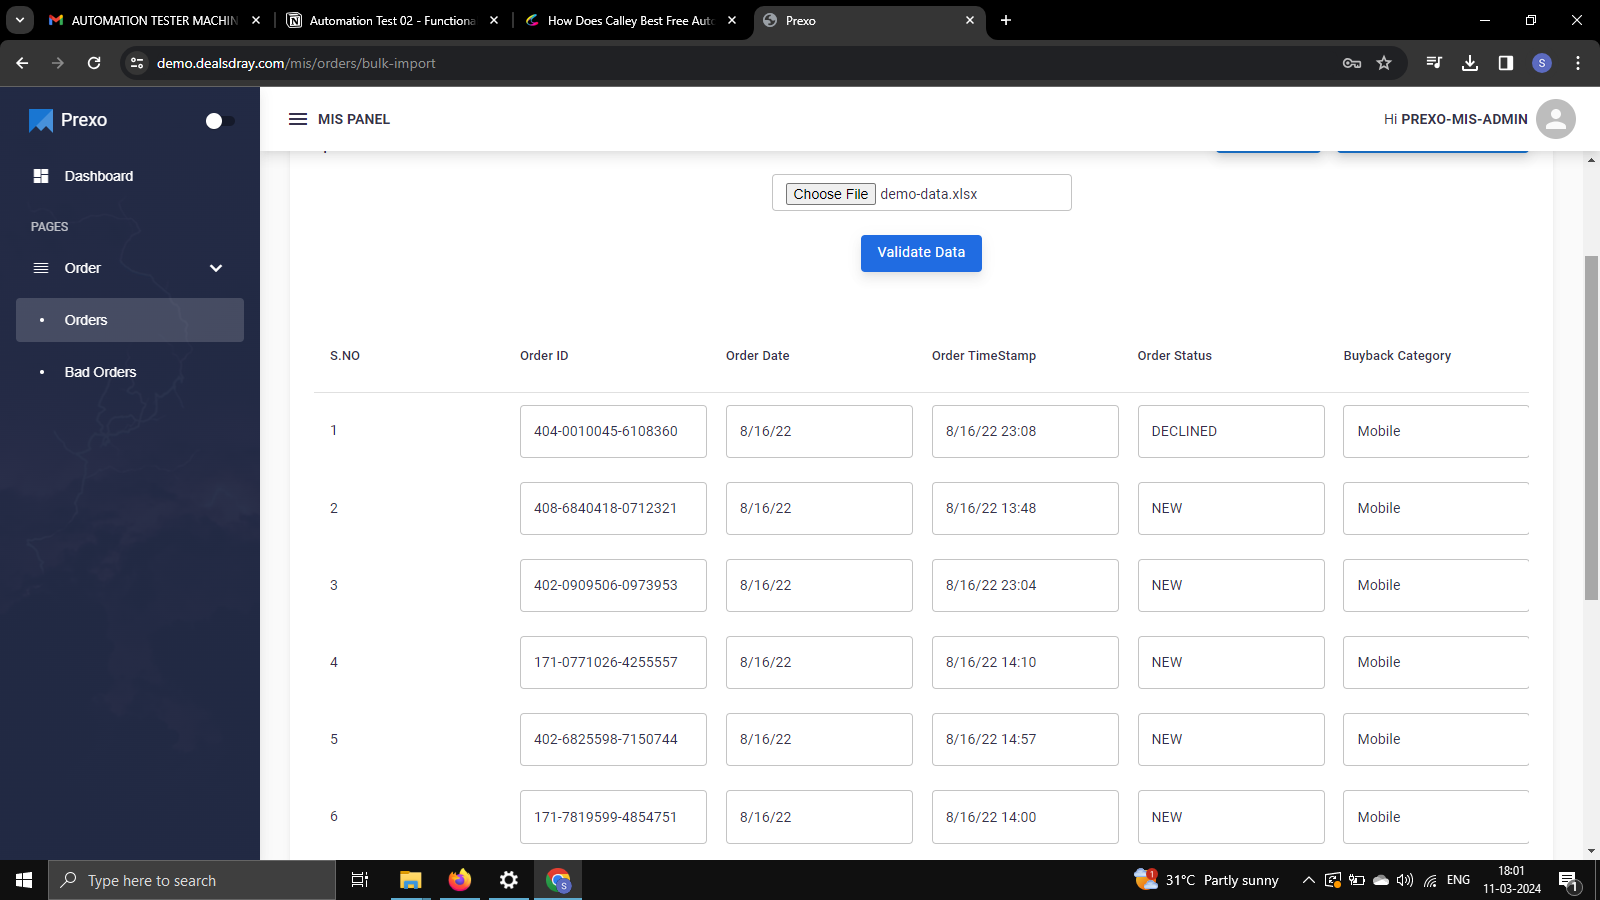 AUTOMATION TESTER MACHIN
Automation Test 02 - Functiona
How Does Calley Best Free Auto
Prexo
demo.dealsdray.com/mis/orders/bulk-import
S
Prexo
MIS PANEL
Hi PREXO-MIS-ADMIN
Dashboard
PAGES
Order
Orders
Bad Orders
Choose File demo-data.xlsx
Validate Data
S.NO Order ID Order Date Order TimeStamp Order Status Buyback Category
1 404-0010045-6108360 8/16/22 8/16/22 23:08 DECLINED Mobile
2 408-6840418-0712321 8/16/22 8/16/22 13:48 NEW Mobile
3 402-0909506-0973953 8/16/22 8/16/22 23:04 NEW Mobile
4 171-0771026-4255557 8/16/22 8/16/22 14:10 NEW Mobile
5 402-6825598-7150744 8/16/22 8/16/22 14:57 NEW Mobile
6 171-7819599-4854751 8/16/22 8/16/22 14:00 NEW Mobile
Type here to search
S
1
31°C Partly sunny
ENG
18:01
11-03-2024
1